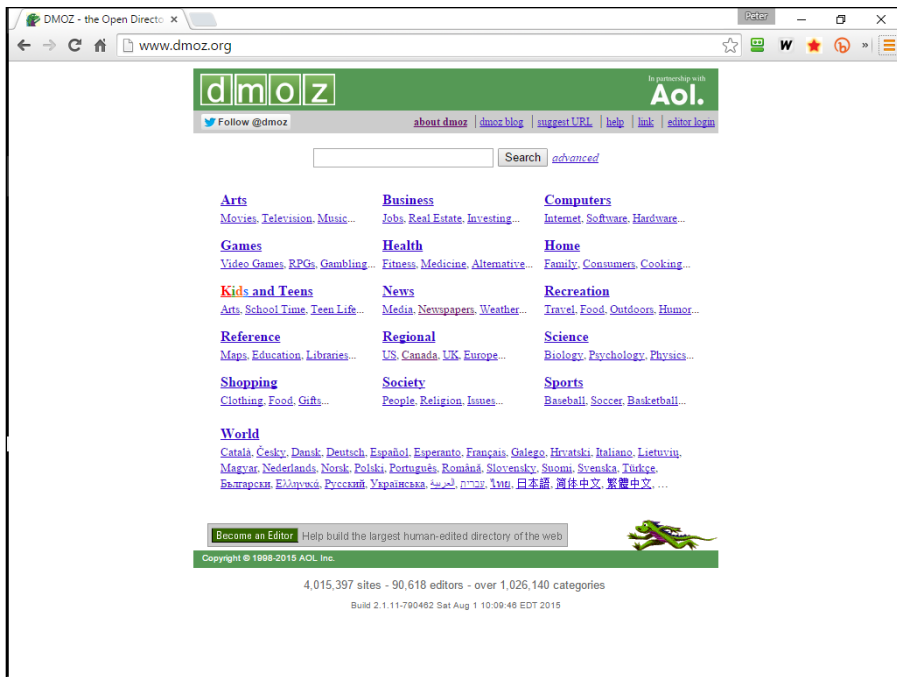 DMOZ - the Open Directo
Peter
www.dmoz.org
W
dmoz
In partnership with
Aol.
Follow @dmoz
about dmoz | dmoz blog | suggest URL | help | link | editor login
Search advanced
Arts Business Computers
Movies, Television, Music... Jobs, Real Estate, Investing... Internet, Software, Hardware...
Games Health Home
Video Games, RPGs, Gambling... Fitness, Medicine, Alternative... Family, Consumers, Cooking...
Kids and Teens News Recreation
Arts, School Time, Teen Life... Media, Newspapers, Weather... Travel, Food, Outdoors, Humor...
Reference Regional Science
Maps, Education, Libraries... US, Canada, UK, Europe... Biology, Psychology, Physics...
Shopping Society Sports
Clothing, Food, Gifts... People, Religion, Issues... Baseball, Soccer, Basketball...
World
Català, Česky, Dansk, Deutsch, Español, Esperanto, Français, Galego, Hrvatski, Italiano, Lietuvių,
Magyar, Nederlands, Norsk, Polski, Português, Română, Slovensky, Suomi, Svenska, Türkçe,
Български, Ελληνικά, Русский, Українська, العربية, עברית, ไทย, 日本語, 简体中文, 繁體中文, ...
Become an Editor Help build the largest human-edited directory of the web
Copyright © 1998-2015 AOL Inc.
4,015,397 sites - 90,618 editors - over 1,026,140 categories
Build 2.1.11-790462 Sat Aug 1 10:09:46 EDT 2015